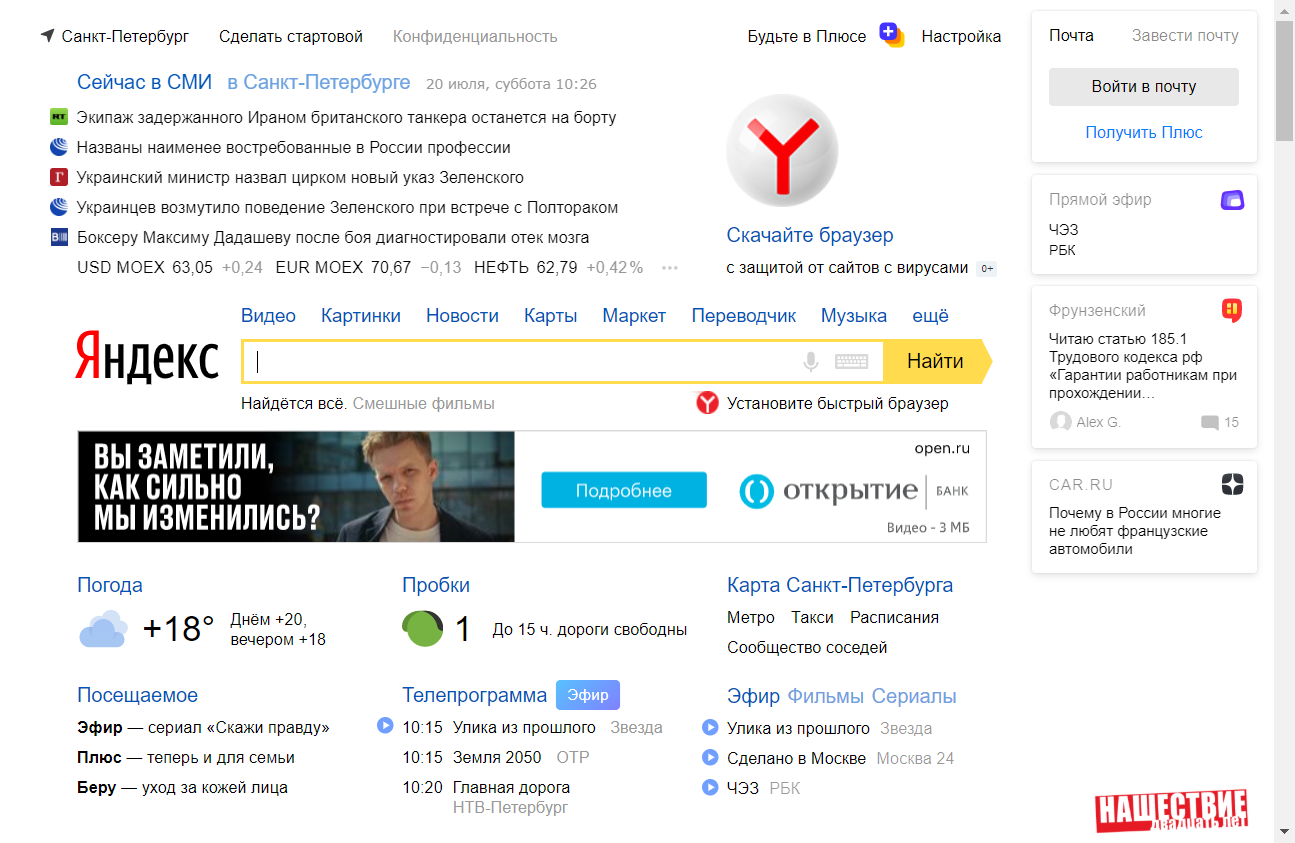 Санкт-Петербург Сделать стартовой Конфиденциальность Будьте в Плюсе Настройка
Сейчас в СМИ в Санкт-Петербурге 20 июля, суббота 10:26
RT Экипаж задержанного Ираном британского танкера останется на борту
Названы наименее востребованные в России профессии
Г Украинский министр назвал цирком новый указ Зеленского
Украинцев возмутило поведение Зеленского при встрече с Полтораком
Боксеру Максиму Дадашеву после боя диагностировали отек мозга
USD MOEX 63,05 +0,24 EUR MOEX 70,67 −0,13 НЕФТЬ 62,79 +0,42% ···
Y
Скачайте браузер
с защитой от сайтов с вирусами 0+
Видео Картинки Новости Карты Маркет Переводчик Музыка ещё
Яндекс Найти
Найдётся всё. Смешные фильмы Установите быстрый браузер
ВЫ ЗАМЕТИЛИ,
КАК СИЛЬНО
МЫ ИЗМЕНИЛИСЬ?
Подробнее
open.ru
открытие БАНК
Видео - 3 МБ
Погода
+18° Днём +20,
вечером +18
Пробки
1 До 15 ч. дороги свободны
Карта Санкт-Петербурга
Метро Такси Расписания
Сообщество соседей
Посещаемое
Эфир — сериал «Скажи правду»
Плюс — теперь и для семьи
Беру — уход за кожей лица
Телепрограмма Эфир
10:15 Улика из прошлого Звезда
10:15 Земля 2050 ОТР
10:20 Главная дорога
НТВ-Петербург
Эфир Фильмы Сериалы
Улика из прошлого Звезда
Сделано в Москве Москва 24
ЧЭЗ РБК
Почта Завести почту
Войти в почту
Получить Плюс
Прямой эфир
ЧЭЗ
РБК
Фрунзенский
Читаю статью 185.1
Трудового кодекса рф
«Гарантии работникам при
прохождении…
Alex G. 15
CAR.RU
Почему в России многие
не любят французские
автомобили
НАШЕСТВИЕ
двадцать лет